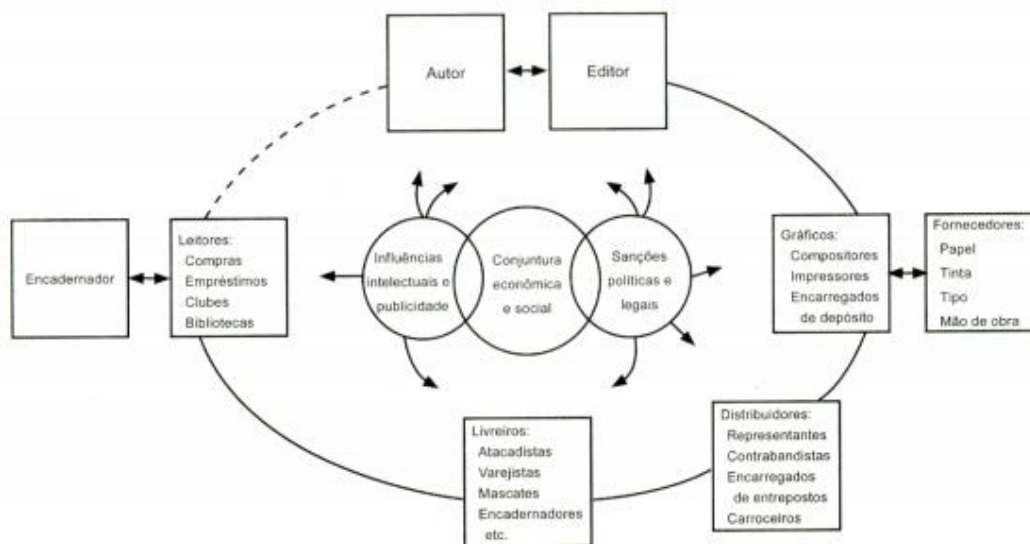 Autor
Editor
Encadernador
Leitores:
Compras
Empréstimos
Clubes
Bibliotecas
Influências
intelectuais e
publicidade
Conjuntura
econômica
e social
Sanções
políticas e
legais
Gráficos:
Compositores
Impressores
Encarregados
de depósito
Fornecedores:
Papel
Tinta
Tipo
Mão de obra
Livreiros:
Atacadistas
Varejistas
Mascates
Encadernadores
etc.
Distribuidores:
Representantes
Contrabandistas
Encarregados
de entrepostos
Carroceiros